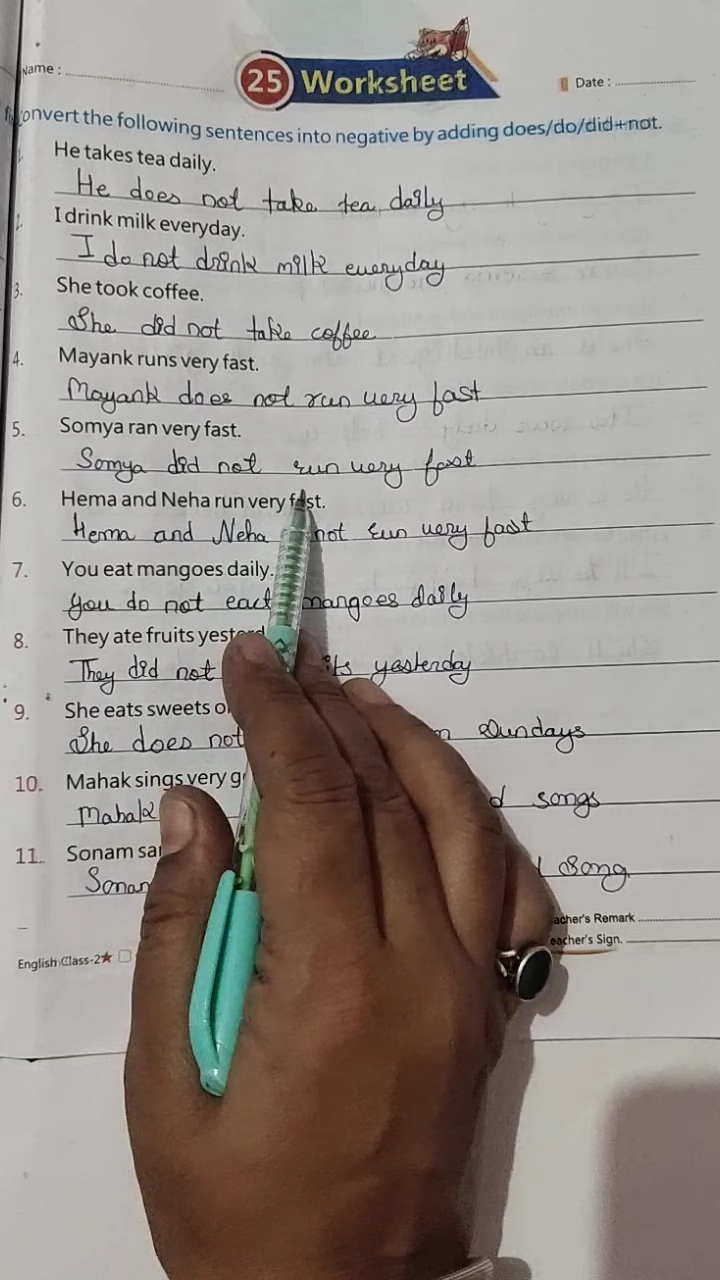 Name :
25 Worksheet
Date :
onvert the following sentences into negative by adding does/do/did+not.
He takes tea daily.
He does not take tea daily
I drink milk everyday.
I do not drink milk everyday
3. She took coffee.
She did not take coffee
4. Mayank runs very fast.
Mayank does not run very fast
5. Somya ran very fast.
Somya did not run very fast
6. Hema and Neha run very fast.
Hema and Neha not run very fast
7. You eat mangoes daily.
You do not eat mangoes daily
8. They ate fruits
They did not yesterday
9. She eats sweets
She does not Sundays
10. Mahak sings very
Mahak songs
11. Sonam
song
acher's Remark
eacher's Sign.
English Class-2